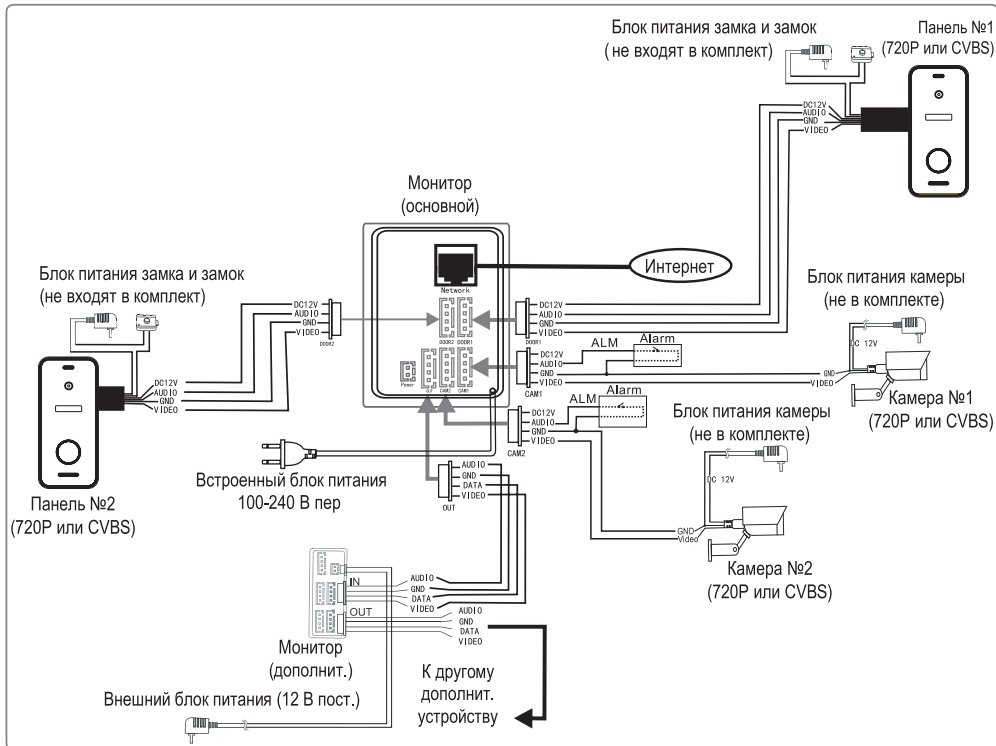 Блок питания замка и замок
( не входят в комплект)
Панель №1
(720P или CVBS)
DC12V
AUDIO
GND
VIDEO
Монитор
(основной)
Network
Интернет
Блок питания замка и замок
(не входят в комплект)
DC12V
AUDIO
GND
VIDEO
DOOR2
DOOR2
DOOR1
DC12V
AUDIO
GND
VIDEO
DOOR1
Блок питания камеры
(не в комплекте)
DC 12V
GND
VIDEO
Камера №1
(720P или CVBS)
Power
OUT
CAM2
CAM1
DC12V
AUDIO
GND
VIDEO
CAM1
ALM
Alarm
DC12V
AUDIO
GND
VIDEO
CAM2
ALM
Alarm
DC12V
AUDIO
GND
VIDEO
Панель №2
(720P или CVBS)
Встроенный блок питания
100-240 В пер
AUDIO
GND
DATA
VIDEO
OUT
Блок питания камеры
(не в комплекте)
DC 12V
GND
Video
Камера №2
(720P или CVBS)
IN
AUDIO
GND
DATA
VIDEO
OUT
AUDIO
GND
DATA
VIDEO
Монитор
(дополнит.)
К другому
дополнит.
устройству
Внешний блок питания (12 В пост.)